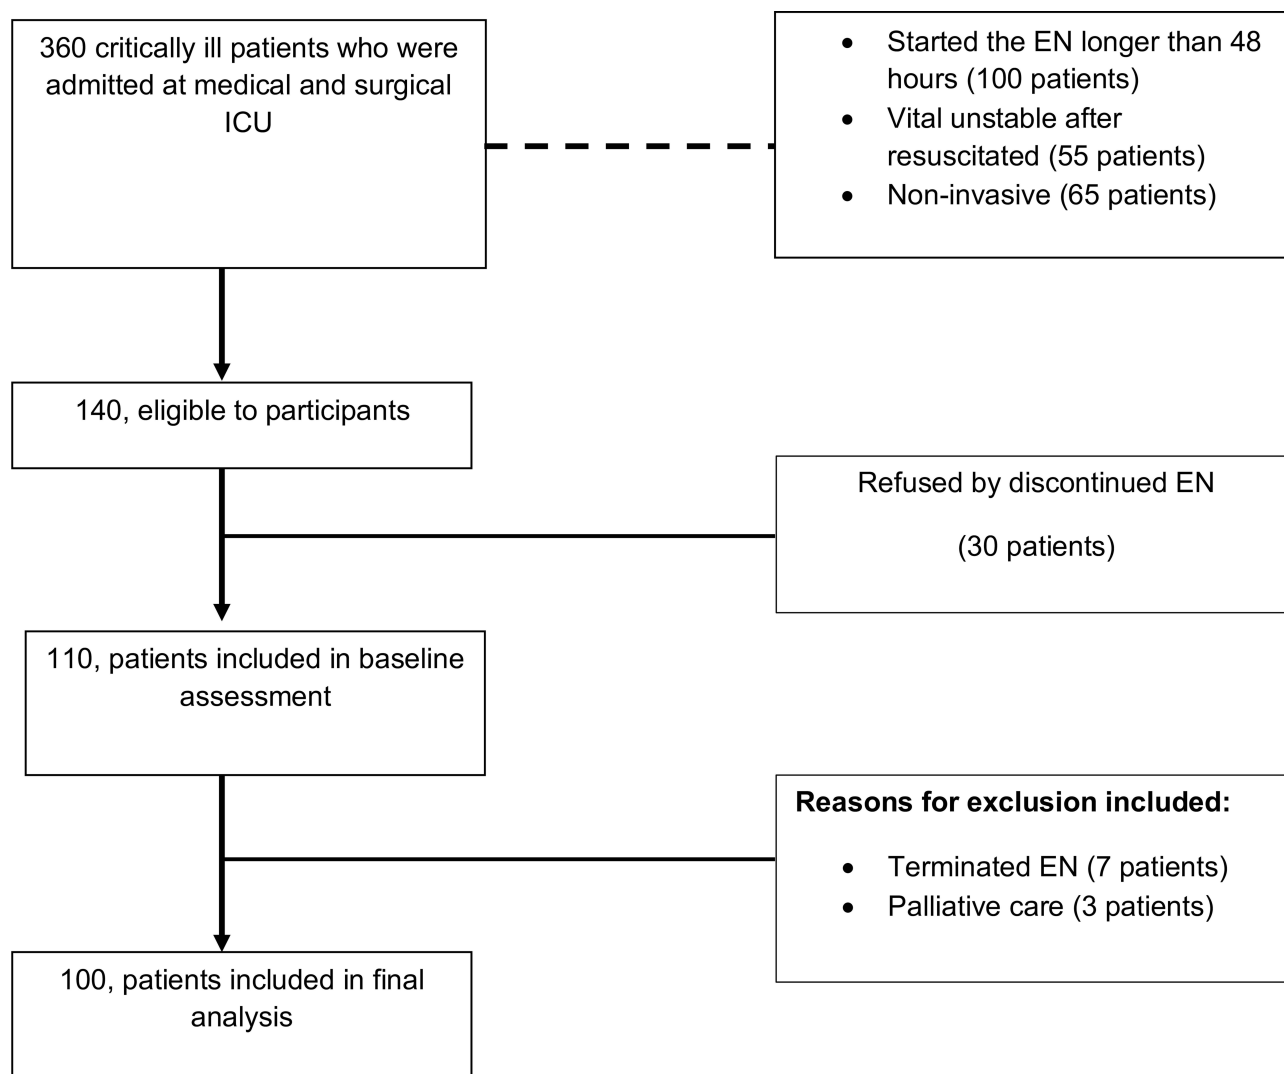 360 critically ill patients who were
admitted at medical and surgical
ICU
• Started the EN longer than 48
hours (100 patients)
• Vital unstable after
resuscitated (55 patients)
• Non-invasive (65 patients)
140, eligible to participants
Refused by discontinued EN
(30 patients)
110, patients included in baseline
assessment
Reasons for exclusion included:
• Terminated EN (7 patients)
• Palliative care (3 patients)
100, patients included in final
analysis